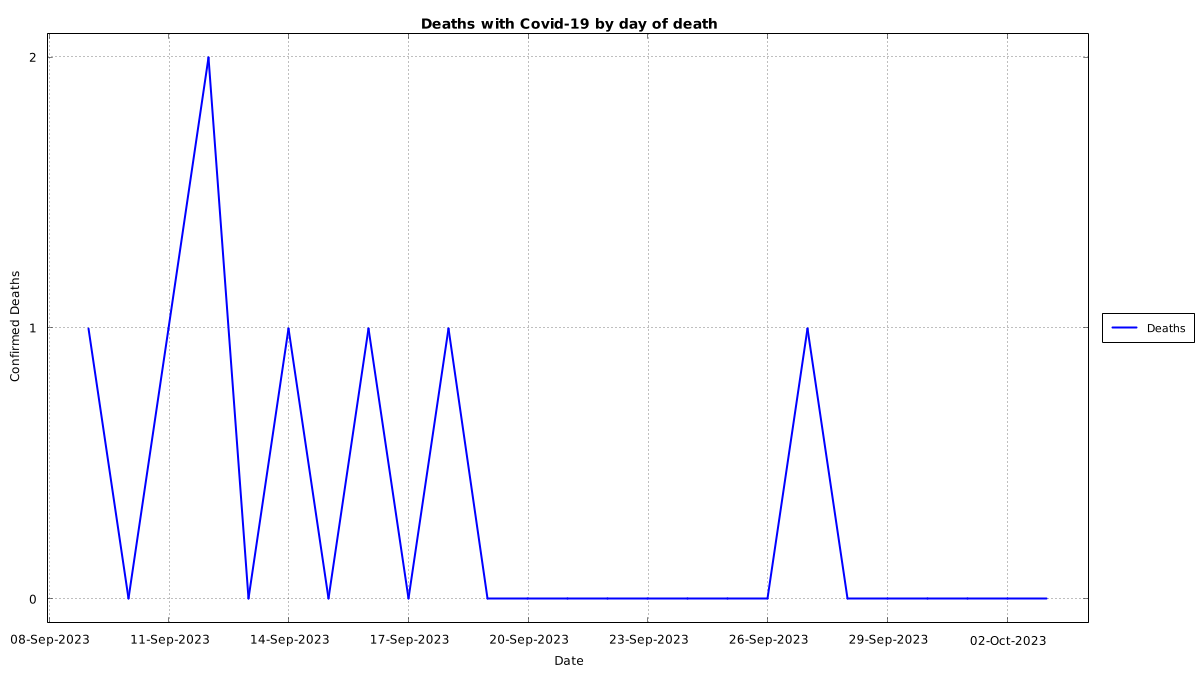 Deaths with Covid-19 by day of death
2
1
0
Confirmed Deaths
08-Sep-2023
11-Sep-2023
14-Sep-2023
17-Sep-2023
20-Sep-2023
23-Sep-2023
26-Sep-2023
29-Sep-2023
02-Oct-2023
Date
Deaths